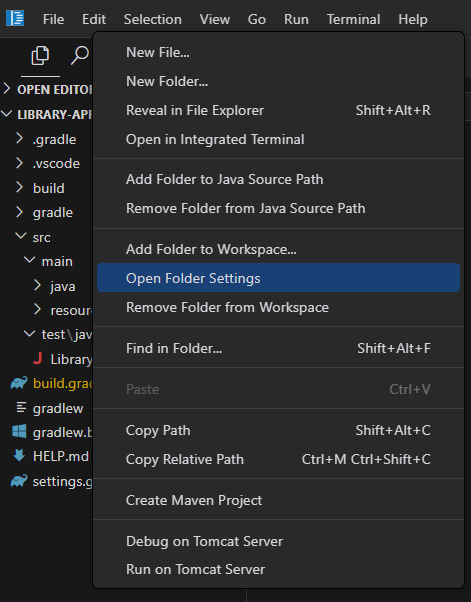 File Edit Selection View Go Run Terminal Help
OPEN EDITOR
LIBRARY-APP
.gradle
.vscode
build
gradle
src
main
java
resour
test\jav
J Library
build.grad
gradlew
gradlew.b
HELP.md
settings.g
New File...
New Folder...
Reveal in File Explorer Shift+Alt+R
Open in Integrated Terminal
Add Folder to Java Source Path
Remove Folder from Java Source Path
Add Folder to Workspace...
Open Folder Settings
Remove Folder from Workspace
Find in Folder... Shift+Alt+F
Paste Ctrl+V
Copy Path Shift+Alt+C
Copy Relative Path Ctrl+M Ctrl+Shift+C
Create Maven Project
Debug on Tomcat Server
Run on Tomcat Server